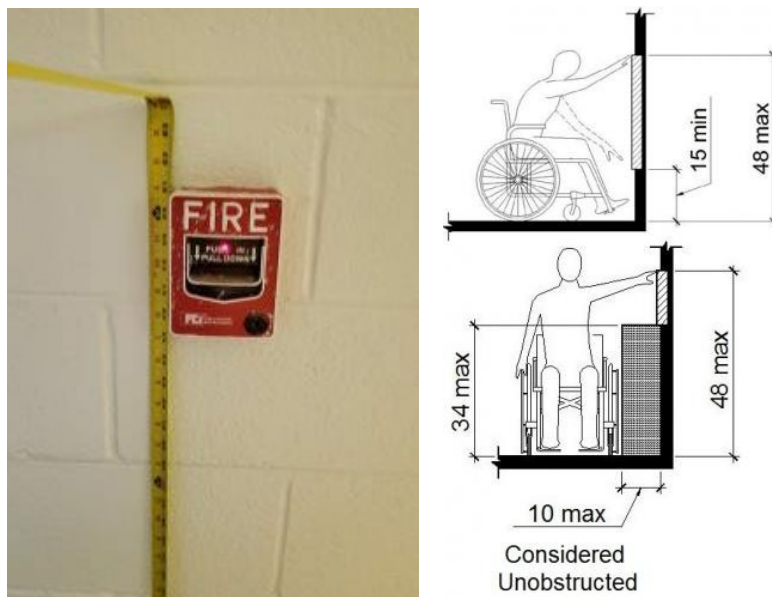 FIRE
PUSH IN
PULL DOWN
15 min
48 max
34 max
48 max
10 max
Considered
Unobstructed